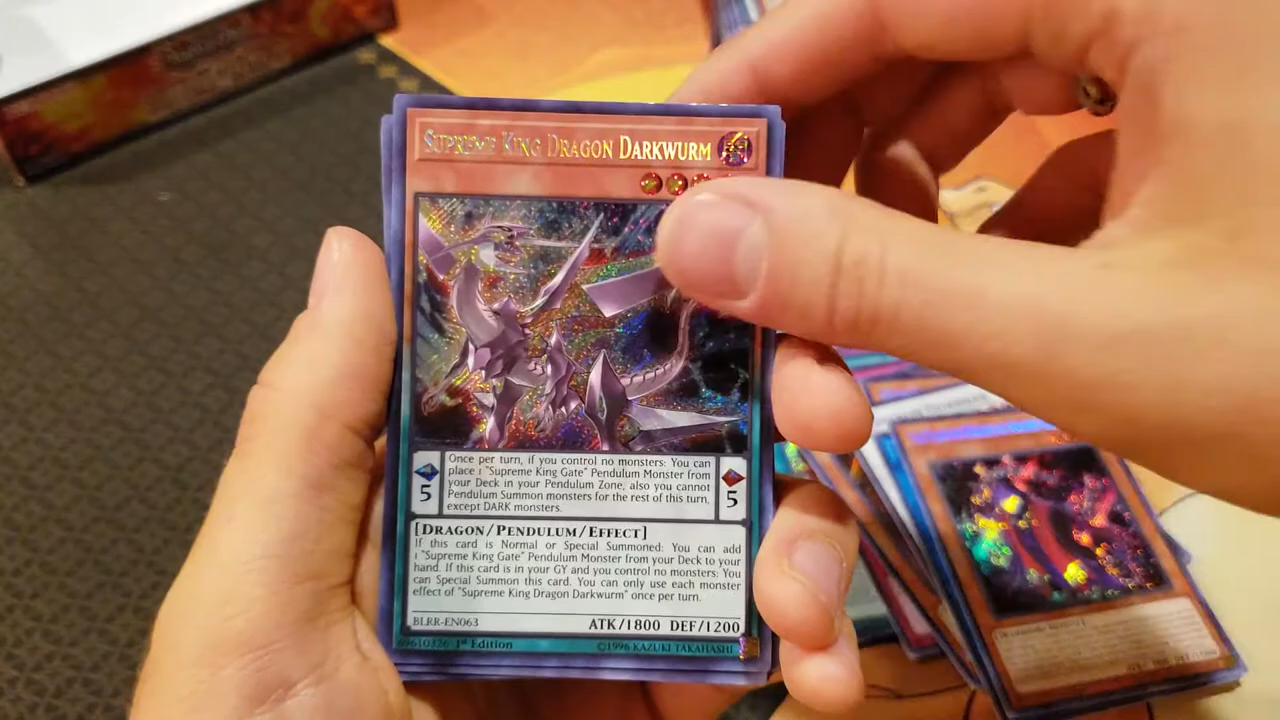 SUPREME KING DRAGON DARKWURM
Once per turn, if you control no monsters: You can
place 1 "Supreme King Gate" Pendulum Monster from
your Deck in your Pendulum Zone, also you cannot
Pendulum Summon monsters for the rest of this turn,
except DARK monsters.
5
5
[DRAGON/PENDULUM/EFFECT]
If this card is Normal or Special Summoned: You can add
1 "Supreme King Gate" Pendulum Monster from your Deck to your
hand. If this card is in your GY and you control no monsters: You
can Special Summon this card. You can only use each monster
effect of "Supreme King Dragon Darkwurm" once per turn.
BLRR-EN063
ATK/1800 DEF/1200
69610326 1st Edition
©1996 KAZUKI TAKAHASHI